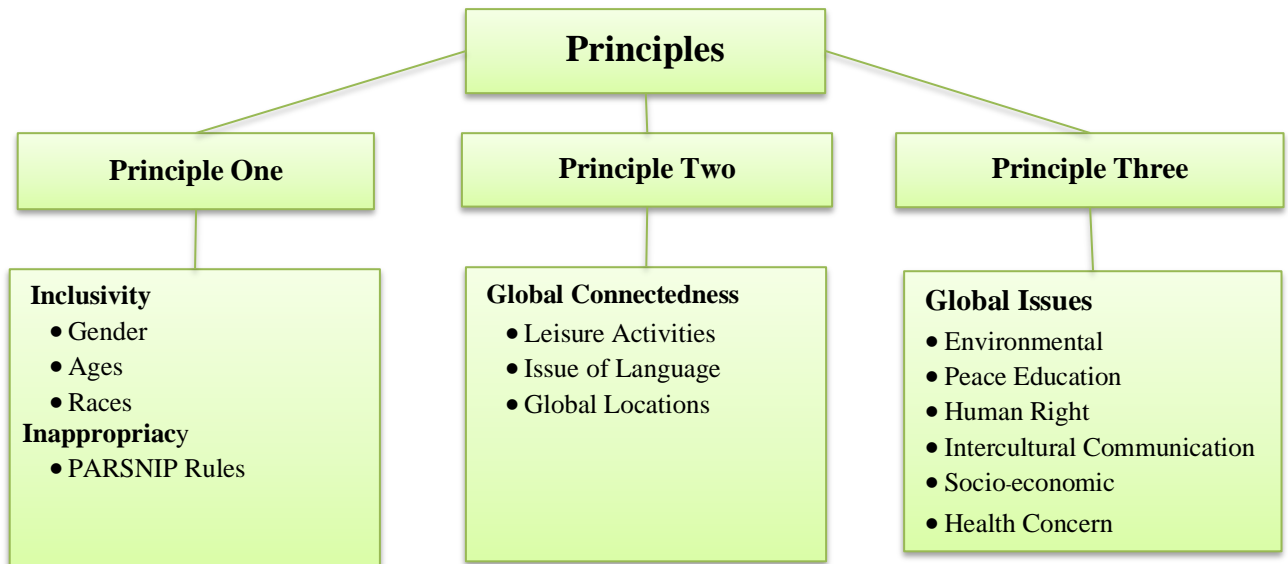 Principles
Principle One
Principle Two
Principle Three
Inclusivity
• Gender
• Ages
• Races
Inappropriacy
• PARSNIP Rules
Global Connectedness
• Leisure Activities
• Issue of Language
• Global Locations
Global Issues
• Environmental
• Peace Education
• Human Right
• Intercultural Communication
• Socio-economic
• Health Concern